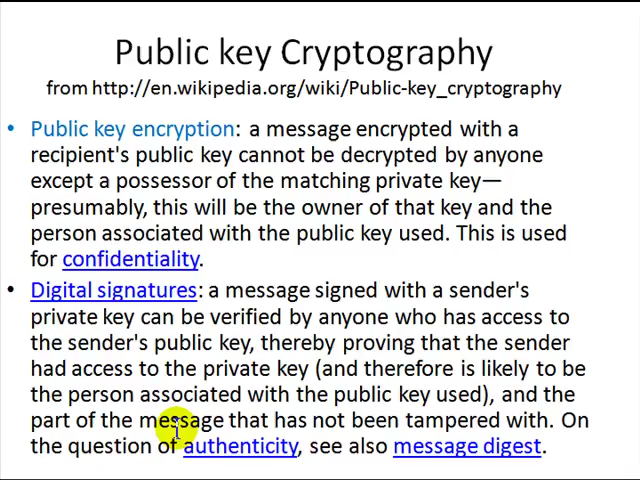 Public key Cryptography
from http://en.wikipedia.org/wiki/Public-key_cryptography
• Public key encryption: a message encrypted with a
recipient's public key cannot be decrypted by anyone
except a possessor of the matching private key—
presumably, this will be the owner of that key and the
person associated with the public key used. This is used
for confidentiality.
• Digital signatures: a message signed with a sender's
private key can be verified by anyone who has access to
the sender's public key, thereby proving that the sender
had access to the private key (and therefore is likely to be
the person associated with the public key used), and the
part of the message that has not been tampered with. On
the question of authenticity, see also message digest.